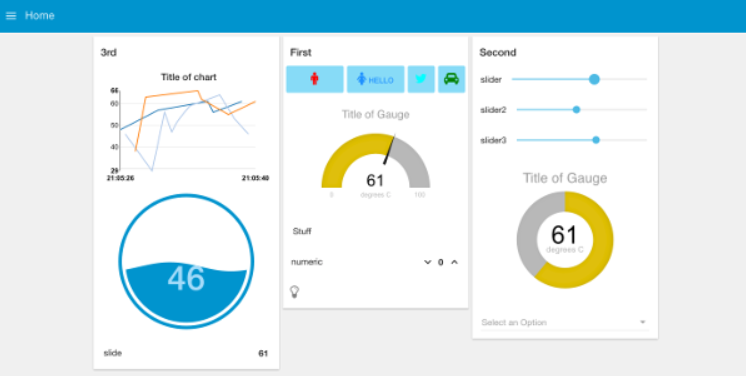 Home
3rd
Title of chart
60
50
40
21:05:26
21:05:40
46
slide 61
First
HELLO
Title of Gauge
61
degrees C
0
100
Stuff
numeric 0
Second
slider
slider2
slider3
Title of Gauge
61
degrees C
Select an Option